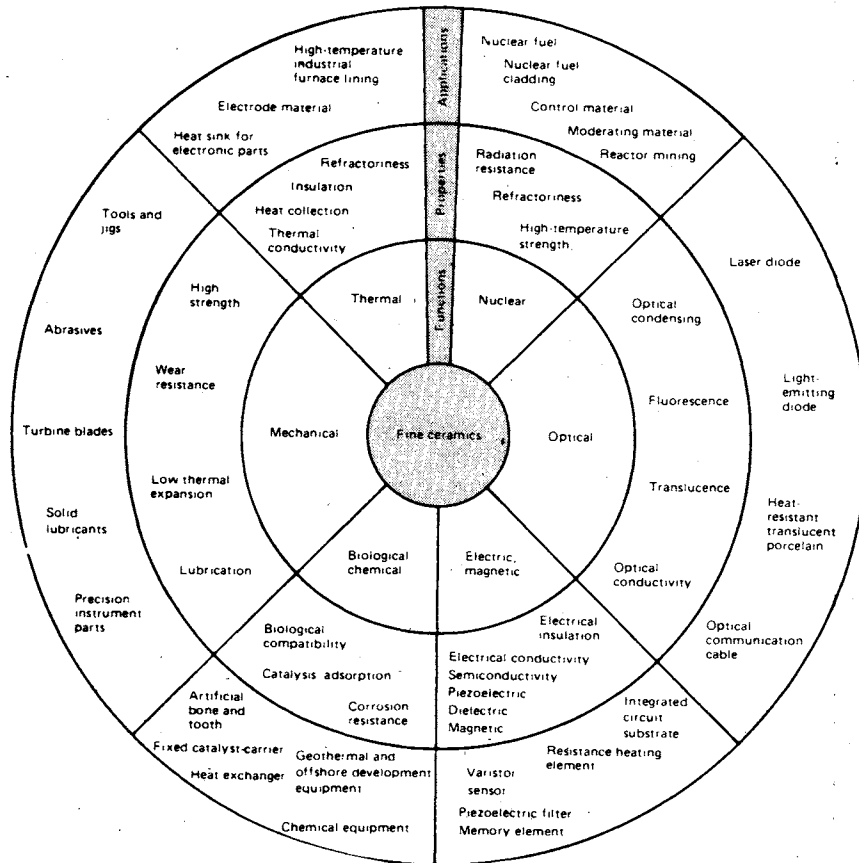 Applications
Properties
Functions
Fine ceramics
Thermal
Refractoriness
Insulation
Heat collection
Thermal
conductivity
High-temperature
industrial
furnace lining
Electrode material
Heat sink for
electronic parts
Nuclear
Radiation
resistance
Refractoriness
High-temperature
strength
Nuclear fuel
Nuclear fuel
cladding
Control material
Moderating material
Reactor mining
Optical
Optical
condensing
Fluorescence
Translucence
Optical
conductivity
Laser diode
Light-
emitting
diode
Heat-
resistant
translucent
porcelain
Optical
communication
cable
Electric,
magnetic
Electrical
insulation
Electrical conductivity
Semiconductivity
Piezoelectric
Dielectric
Magnetic
Integrated
circuit
substrate
Resistance heating
element
Varistor
sensor
Piezoelectric filter
Memory element
Biological
chemical
Biological
compatibility
Catalysis adsorption
Corrosion
resistance
Artificial
bone and
tooth
Fixed catalyst-carrier
Heat exchanger
Geothermal and
offshore development
equipment
Chemical equipment
Mechanical
High
strength
Wear
resistance
Low thermal
expansion
Lubrication
Tools and
jigs
Abrasives
Turbine blades
Solid
lubricants
Precision
instrument
parts